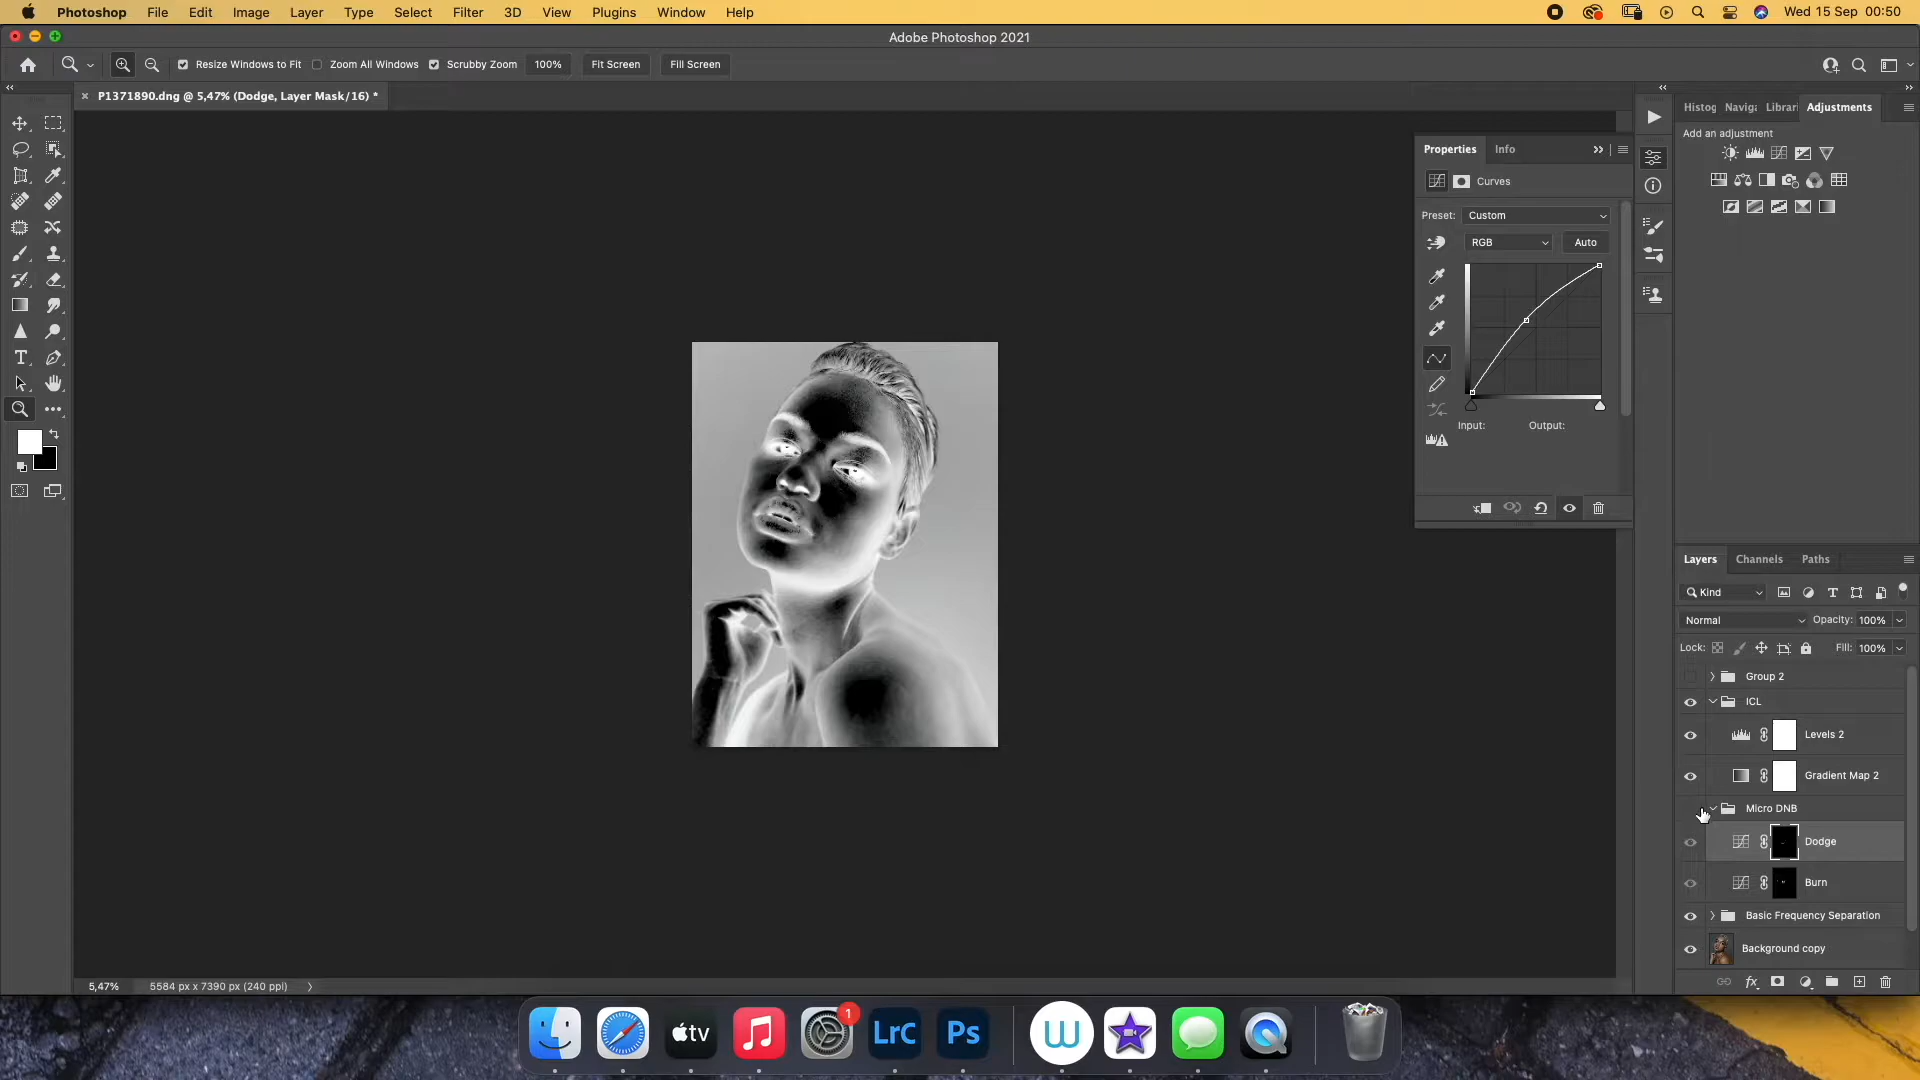 Photoshop File Edit Image Layer Type Select Filter 3D View Plugins Window Help Wed 15 Sep 00:50
Adobe Photoshop 2021
Resize Windows to Fit Zoom All Windows Scrubby Zoom 100% Fit Screen Fill Screen
P1371890.dng @ 5,47% (Dodge, Layer Mask/16) *
Histog Naviga Librari Adjustments
Add an adjustment
Properties Info
Curves
Preset: Custom
RGB Auto
Input: Output:
Layers Channels Paths
Kind
Normal Opacity: 100%
Lock: Fill: 100%
Group 2
ICL
Levels 2
Gradient Map 2
Micro DNB
Dodge
Burn
Basic Frequency Separation
Background copy
5,47% 5584 px x 7390 px (240 ppi)
tv 1 LrC Ps